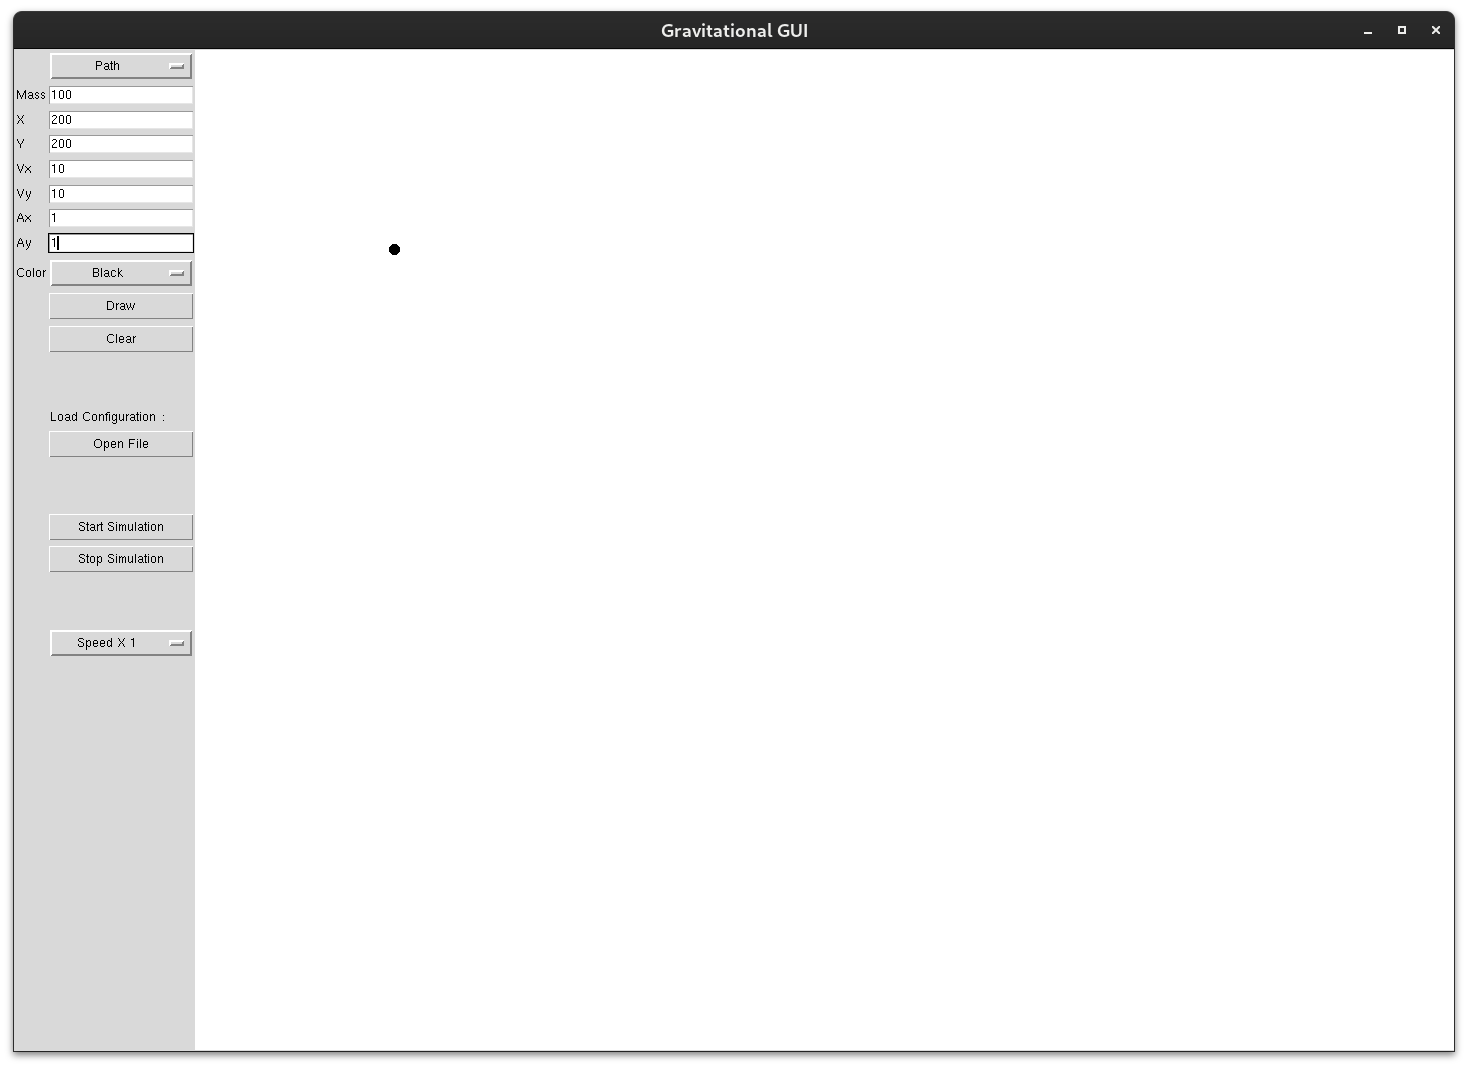 Gravitational GUI
Path
Mass 100
X 200
Y 200
Vx 10
Vy 10
Ax 1
Ay 1
Color Black
Draw
Clear
Load Configuration :
Open File
Start Simulation
Stop Simulation
Speed X 1